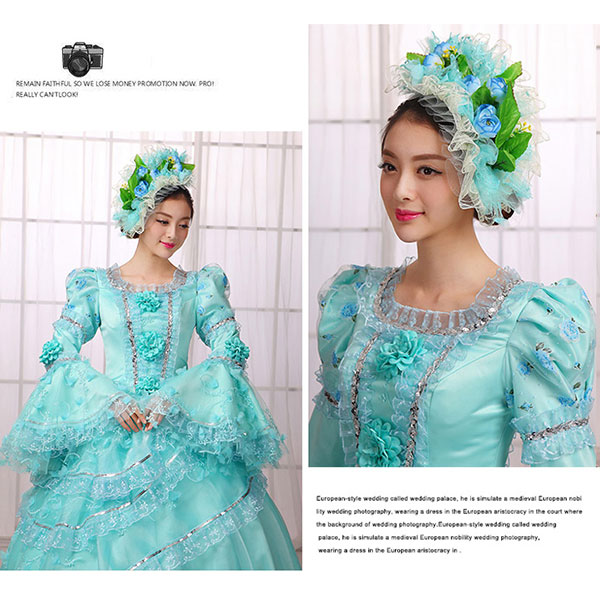 REMAIN FAITHFUL SO WE LOSE MONEY PROMOTION NOW. PRO!
REALLY CAN'TLOOK!
European-style wedding called wedding palace, he is simulate a medieval European nobi
lity wedding photography, wearing a dress in the European aristocracy in the court where
the background of wedding photography.European-style wedding called wedding
palace, he is simulate a medieval European nobility wedding photography,
wearing a dress in the European aristocracy in .